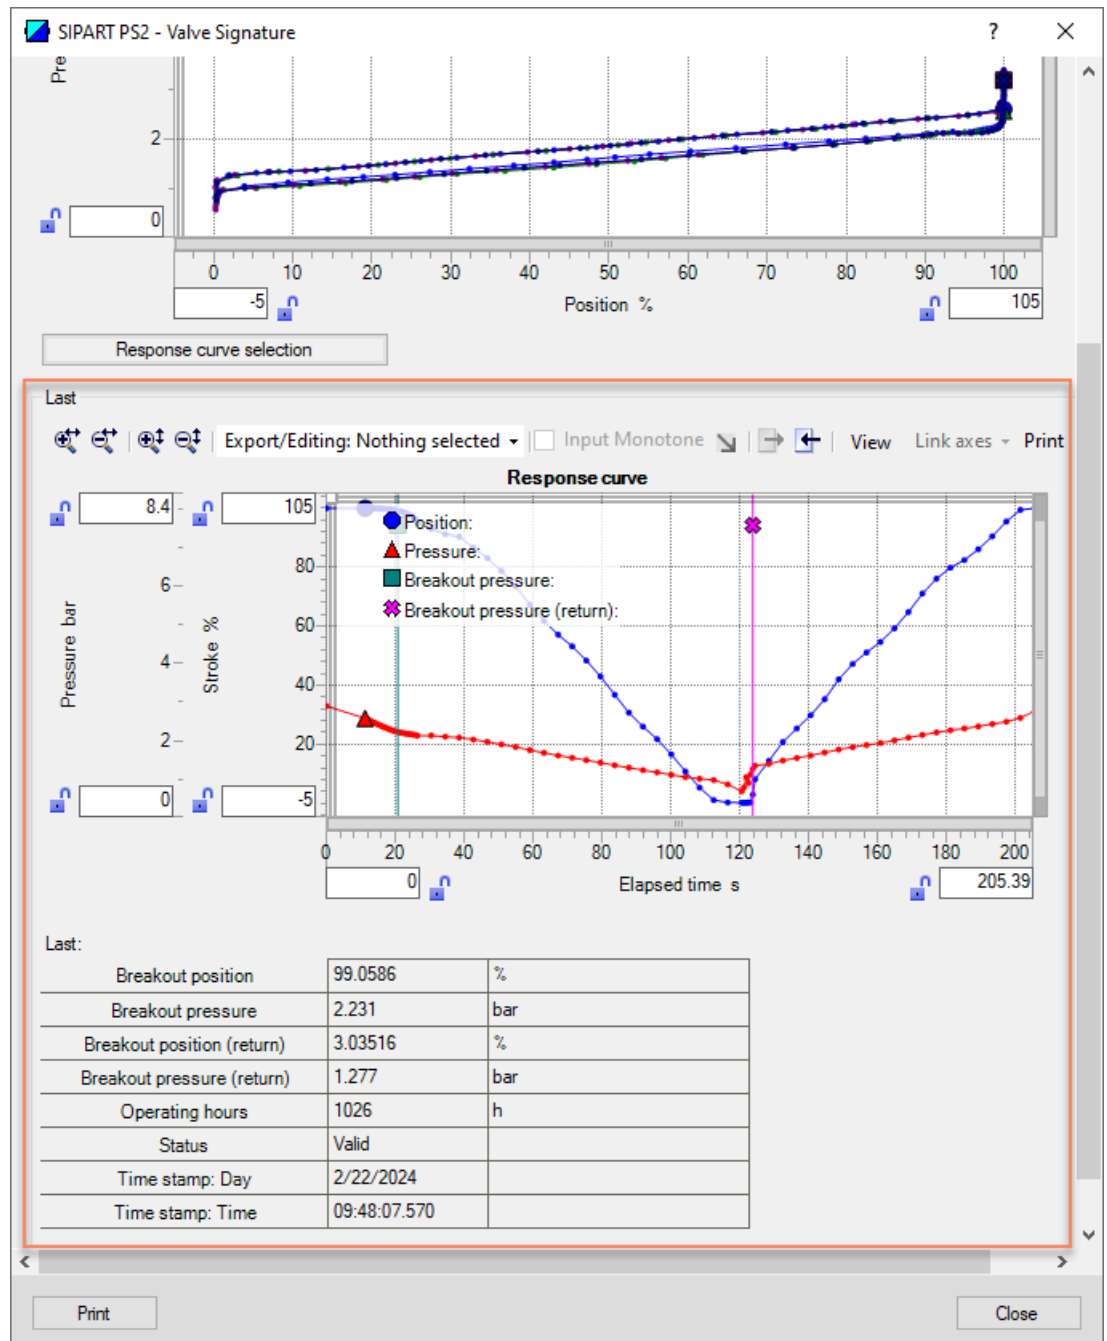 SIPART PS2 - Valve Signature ? ×
Pre
2
0
0 10 20 30 40 50 60 70 80 90 100
-5 Position % 105
Response curve selection
Last
Export/Editing: Nothing selected Input Monotone View Link axes Print
Response curve
8.4 105
Position:
Pressure:
Breakout pressure:
Breakout pressure (return):
80
6
60
Pressure bar
Stroke %
4
40
2
20
0 -5
0 20 40 60 80 100 120 140 160 180 200
0 Elapsed time s 205.39
Last:
Breakout position 99.0586 %
Breakout pressure 2.231 bar
Breakout position (return) 3.03516 %
Breakout pressure (return) 1.277 bar
Operating hours 1026 h
Status Valid
Time stamp: Day 2/22/2024
Time stamp: Time 09:48:07.570
Print Close